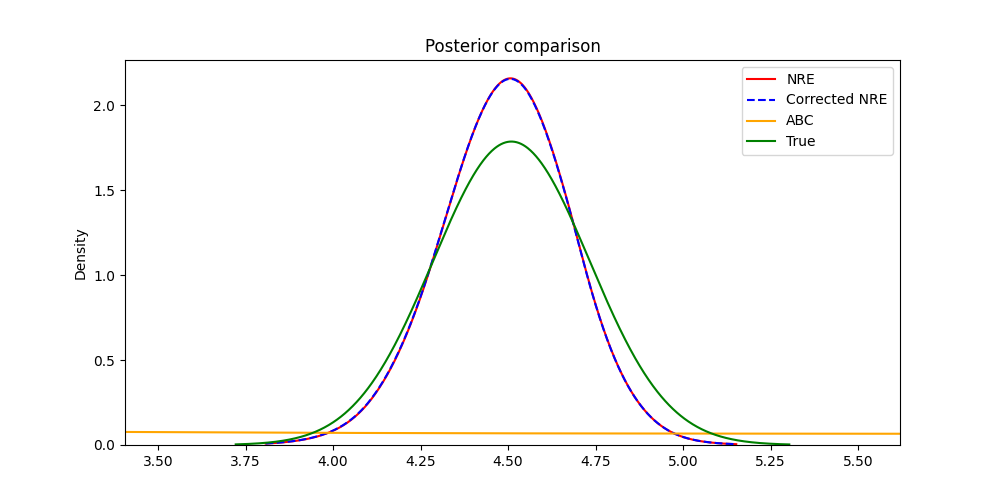 Posterior comparison
NRE
Corrected NRE
ABC
True
Density
2.0
1.5
1.0
0.5
0.0
3.50 3.75 4.00 4.25 4.50 4.75 5.00 5.25 5.50